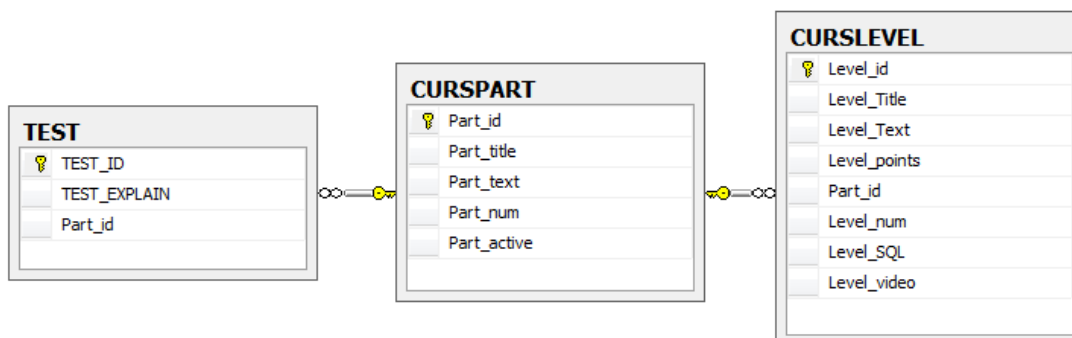 TEST
TEST_ID
TEST_EXPLAIN
Part_id
CURSPART
Part_id
Part_title
Part_text
Part_num
Part_active
CURSLEVEL
Level_id
Level_Title
Level_Text
Level_points
Part_id
Level_num
Level_SQL
Level_video